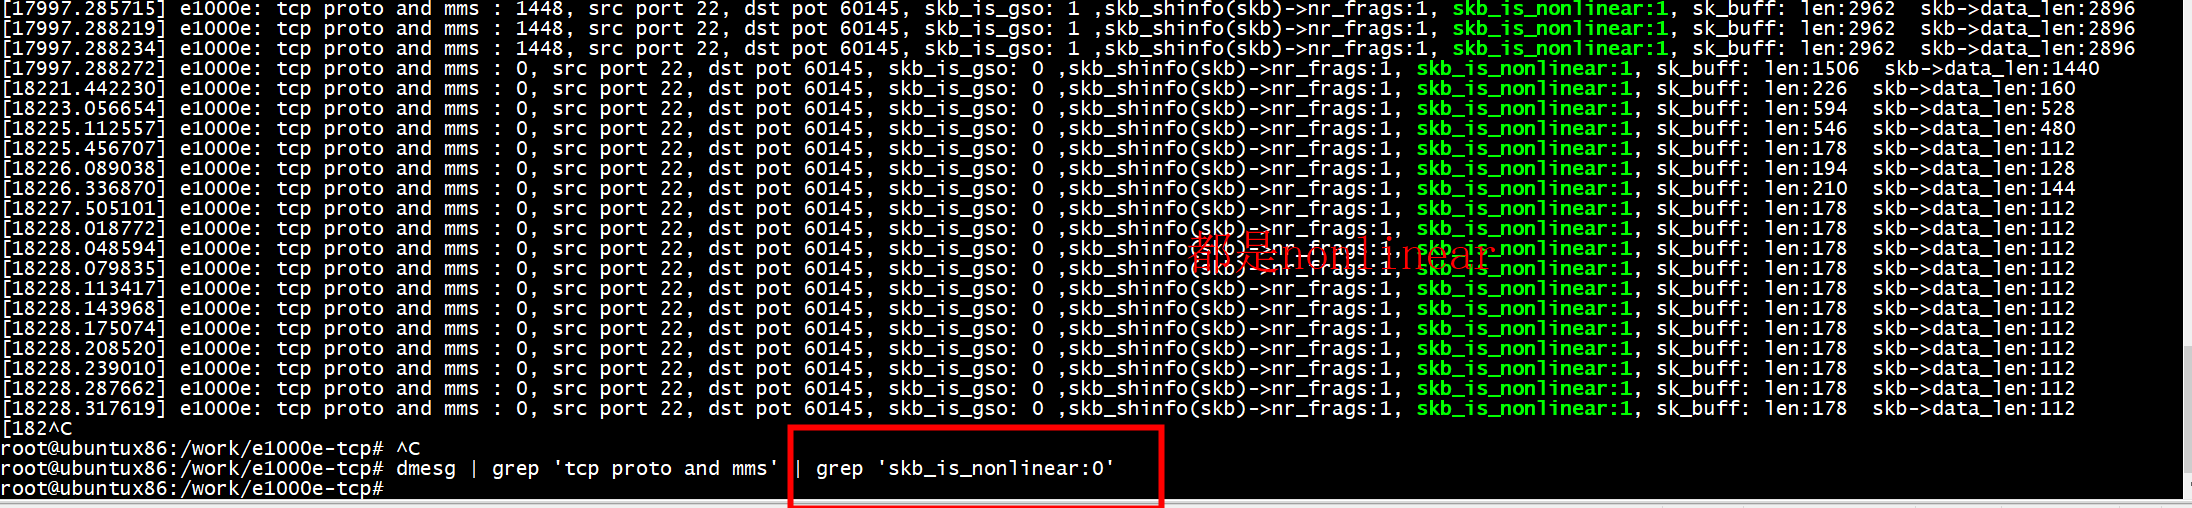 [17997.285715] e1000e: tcp proto and mms : 1448, src port 22, dst pot 60145, skb_is_gso: 1 ,skb_shinfo(skb)->nr_frags:1, skb_is_nonlinear:1, sk_buff: len:2962  skb->data_len:2896
[17997.288219] e1000e: tcp proto and mms : 1448, src port 22, dst pot 60145, skb_is_gso: 1 ,skb_shinfo(skb)->nr_frags:1, skb_is_nonlinear:1, sk_buff: len:2962  skb->data_len:2896
[17997.288234] e1000e: tcp proto and mms : 1448, src port 22, dst pot 60145, skb_is_gso: 1 ,skb_shinfo(skb)->nr_frags:1, skb_is_nonlinear:1, sk_buff: len:2962  skb->data_len:2896
[17997.288272] e1000e: tcp proto and mms : 0, src port 22, dst pot 60145, skb_is_gso: 0 ,skb_shinfo(skb)->nr_frags:1, skb_is_nonlinear:1, sk_buff: len:1506  skb->data_len:1440
[18221.442230] e1000e: tcp proto and mms : 0, src port 22, dst pot 60145, skb_is_gso: 0 ,skb_shinfo(skb)->nr_frags:1, skb_is_nonlinear:1, sk_buff: len:226  skb->data_len:160
[18223.056654] e1000e: tcp proto and mms : 0, src port 22, dst pot 60145, skb_is_gso: 0 ,skb_shinfo(skb)->nr_frags:1, skb_is_nonlinear:1, sk_buff: len:594  skb->data_len:528
[18225.112557] e1000e: tcp proto and mms : 0, src port 22, dst pot 60145, skb_is_gso: 0 ,skb_shinfo(skb)->nr_frags:1, skb_is_nonlinear:1, sk_buff: len:546  skb->data_len:480
[18225.456707] e1000e: tcp proto and mms : 0, src port 22, dst pot 60145, skb_is_gso: 0 ,skb_shinfo(skb)->nr_frags:1, skb_is_nonlinear:1, sk_buff: len:178  skb->data_len:112
[18226.089038] e1000e: tcp proto and mms : 0, src port 22, dst pot 60145, skb_is_gso: 0 ,skb_shinfo(skb)->nr_frags:1, skb_is_nonlinear:1, sk_buff: len:194  skb->data_len:128
[18226.336870] e1000e: tcp proto and mms : 0, src port 22, dst pot 60145, skb_is_gso: 0 ,skb_shinfo(skb)->nr_frags:1, skb_is_nonlinear:1, sk_buff: len:210  skb->data_len:144
[18227.505101] e1000e: tcp proto and mms : 0, src port 22, dst pot 60145, skb_is_gso: 0 ,skb_shinfo(skb)->nr_frags:1, skb_is_nonlinear:1, sk_buff: len:178  skb->data_len:112
[18228.018772] e1000e: tcp proto and mms : 0, src port 22, dst pot 60145, skb_is_gso: 0 ,skb_shinfo(skb)->nr_frags:1, skb_is_nonlinear:1, sk_buff: len:178  skb->data_len:112
[18228.048594] e1000e: tcp proto and mms : 0, src port 22, dst pot 60145, skb_is_gso: 0 ,skb_shinfo(skb)->nr_frags:1, skb_is_nonlinear:1, sk_buff: len:178  skb->data_len:112
都是nonlinear
[18228.079835] e1000e: tcp proto and mms : 0, src port 22, dst pot 60145, skb_is_gso: 0 ,skb_shinfo(skb)->nr_frags:1, skb_is_nonlinear:1, sk_buff: len:178  skb->data_len:112
[18228.113417] e1000e: tcp proto and mms : 0, src port 22, dst pot 60145, skb_is_gso: 0 ,skb_shinfo(skb)->nr_frags:1, skb_is_nonlinear:1, sk_buff: len:178  skb->data_len:112
[18228.143968] e1000e: tcp proto and mms : 0, src port 22, dst pot 60145, skb_is_gso: 0 ,skb_shinfo(skb)->nr_frags:1, skb_is_nonlinear:1, sk_buff: len:178  skb->data_len:112
[18228.175074] e1000e: tcp proto and mms : 0, src port 22, dst pot 60145, skb_is_gso: 0 ,skb_shinfo(skb)->nr_frags:1, skb_is_nonlinear:1, sk_buff: len:178  skb->data_len:112
[18228.208520] e1000e: tcp proto and mms : 0, src port 22, dst pot 60145, skb_is_gso: 0 ,skb_shinfo(skb)->nr_frags:1, skb_is_nonlinear:1, sk_buff: len:178  skb->data_len:112
[18228.239010] e1000e: tcp proto and mms : 0, src port 22, dst pot 60145, skb_is_gso: 0 ,skb_shinfo(skb)->nr_frags:1, skb_is_nonlinear:1, sk_buff: len:178  skb->data_len:112
[18228.287662] e1000e: tcp proto and mms : 0, src port 22, dst pot 60145, skb_is_gso: 0 ,skb_shinfo(skb)->nr_frags:1, skb_is_nonlinear:1, sk_buff: len:178  skb->data_len:112
[18228.317619] e1000e: tcp proto and mms : 0, src port 22, dst pot 60145, skb_is_gso: 0 ,skb_shinfo(skb)->nr_frags:1, skb_is_nonlinear:1, sk_buff: len:178  skb->data_len:112
[182^C
root@ubuntux86:/work/e1000e-tcp# ^C
root@ubuntux86:/work/e1000e-tcp# dmesg | grep 'tcp proto and mms' | grep 'skb_is_nonlinear:0'
root@ubuntux86:/work/e1000e-tcp#